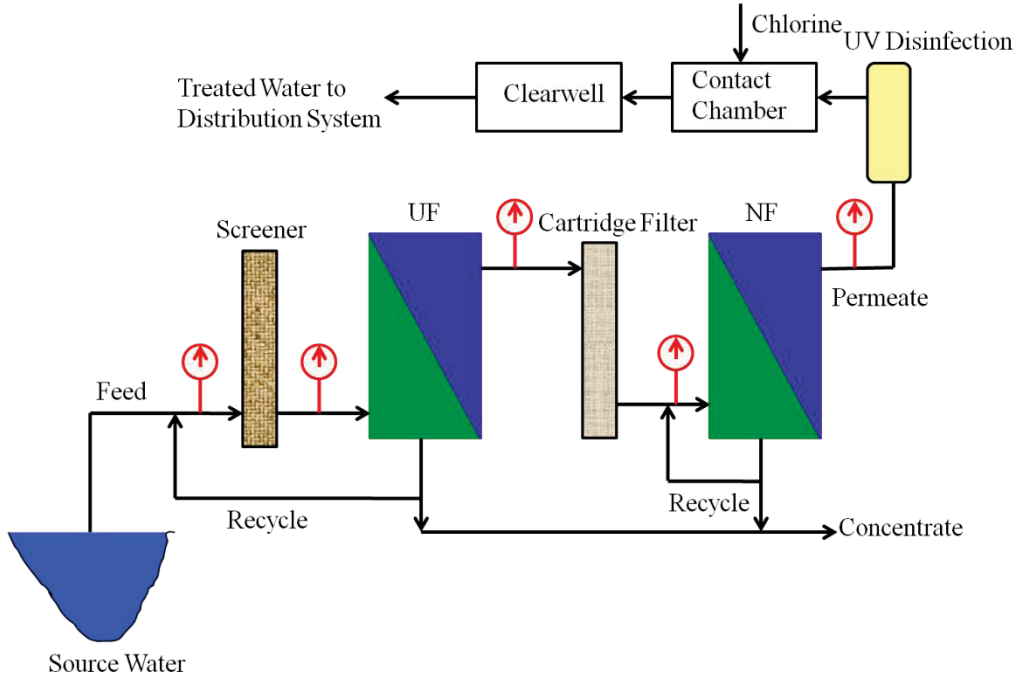 Chlorine
UV Disinfection
Treated Water to
Distribution System
Clearwell
Contact
Chamber
Screener
UF
Cartridge Filter
NF
Permeate
Feed
Recycle
Recycle
Concentrate
Source Water